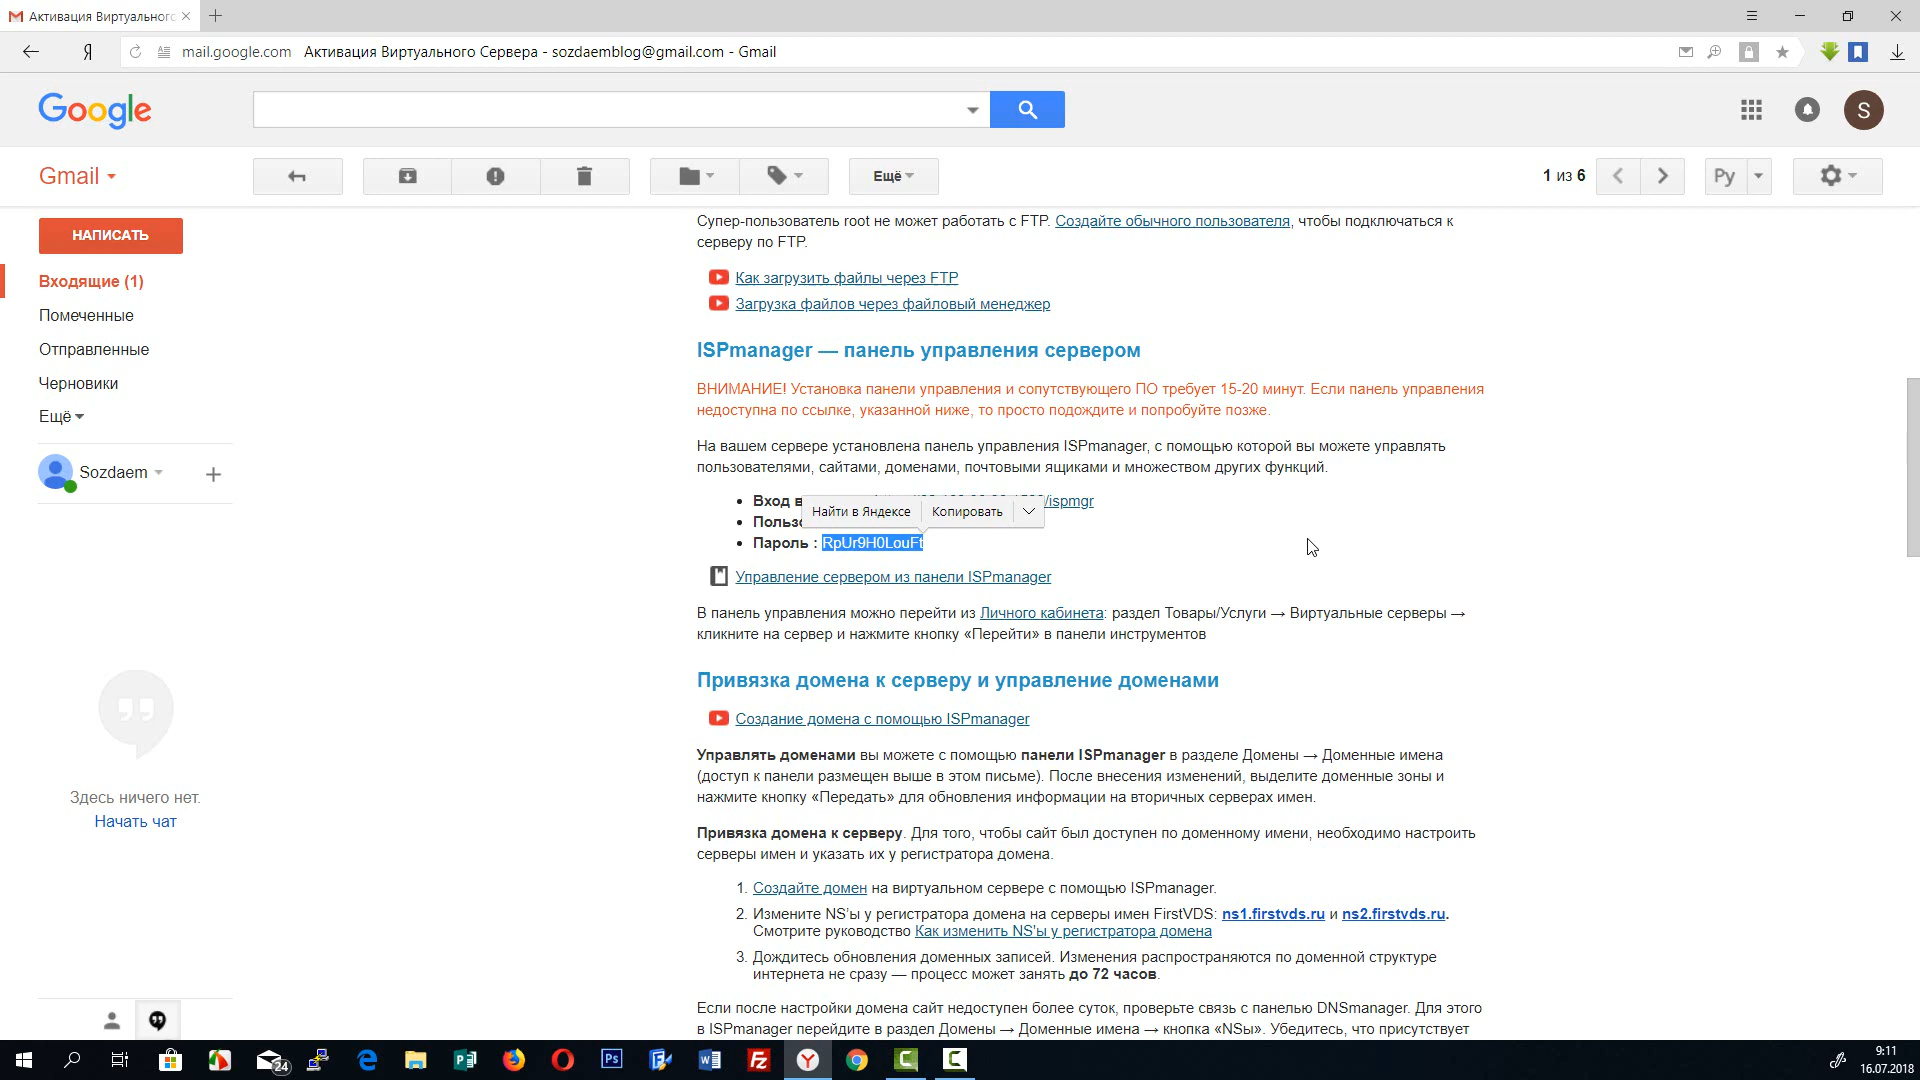 Активация Виртуального
mail.google.com Активация Виртуального Сервера - sozdaemblog@gmail.com - Gmail
Google
S
Gmail
Ещё
1 из 6
Ру
НАПИСАТЬ
Входящие (1)
Помеченные
Отправленные
Черновики
Ещё
Sozdaem
Здесь ничего нет.
Начать чат
Супер-пользователь root не может работать с FTP. Создайте обычного пользователя, чтобы подключаться к
серверу по FTP.
Как загрузить файлы через FTP
Загрузка файлов через файловый менеджер
ISPmanager — панель управления сервером
ВНИМАНИЕ! Установка панели управления и сопутствующего ПО требует 15-20 минут. Если панель управления
недоступна по ссылке, указанной ниже, то просто подождите и попробуйте позже.
На вашем сервере установлена панель управления ISPmanager, с помощью которой вы можете управлять
пользователями, сайтами, доменами, почтовыми ящиками и множеством других функций.
• Вход в /ispmgr
Найти в Яндексе Копировать
• Польз
• Пароль : RpUr9H0LouFt
Управление сервером из панели ISPmanager
В панель управления можно перейти из Личного кабинета: раздел Товары/Услуги → Виртуальные серверы →
кликните на сервер и нажмите кнопку «Перейти» в панели инструментов
Привязка домена к серверу и управление доменами
Создание домена с помощью ISPmanager
Управлять доменами вы можете с помощью панели ISPmanager в разделе Домены → Доменные имена
(доступ к панели размещен выше в этом письме). После внесения изменений, выделите доменные зоны и
нажмите кнопку «Передать» для обновления информации на вторичных серверах имен.
Привязка домена к серверу. Для того, чтобы сайт был доступен по доменному имени, необходимо настроить
серверы имен и указать их у регистратора домена.
1. Создайте домен на виртуальном сервере с помощью ISPmanager.
2. Измените NS'ы у регистратора домена на серверы имен FirstVDS: ns1.firstvds.ru и ns2.firstvds.ru.
Смотрите руководство Как изменить NS'ы у регистратора домена
3. Дождитесь обновления доменных записей. Изменения распространяются по доменной структуре
интернета не сразу — процесс может занять до 72 часов.
Если после настройки домена сайт недоступен более суток, проверьте связь с панелью DNSmanager. Для этого
в ISPmanager перейдите в раздел Домены → Доменные имена → кнопка «NSы». Убедитесь, что присутствует
24
9:11
16.07.2018